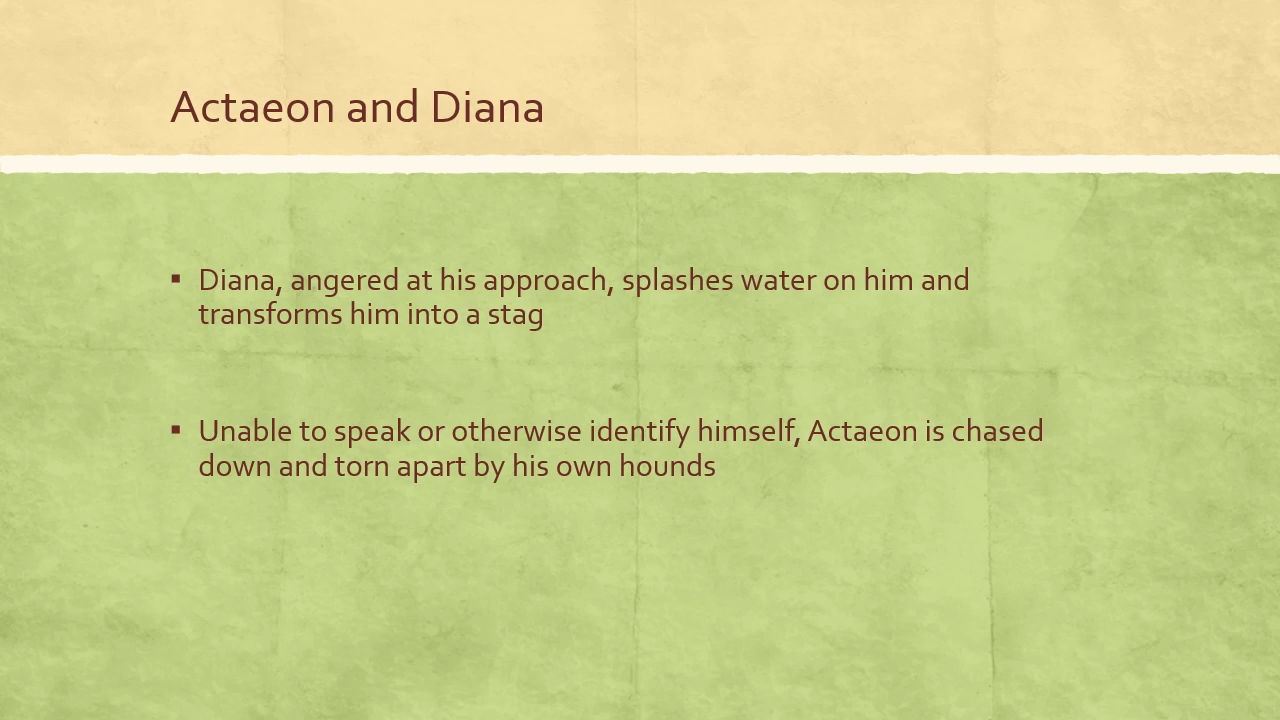 Actaeon and Diana
▪ Diana, angered at his approach, splashes water on him and
transforms him into a stag
▪ Unable to speak or otherwise identify himself, Actaeon is chased
down and torn apart by his own hounds